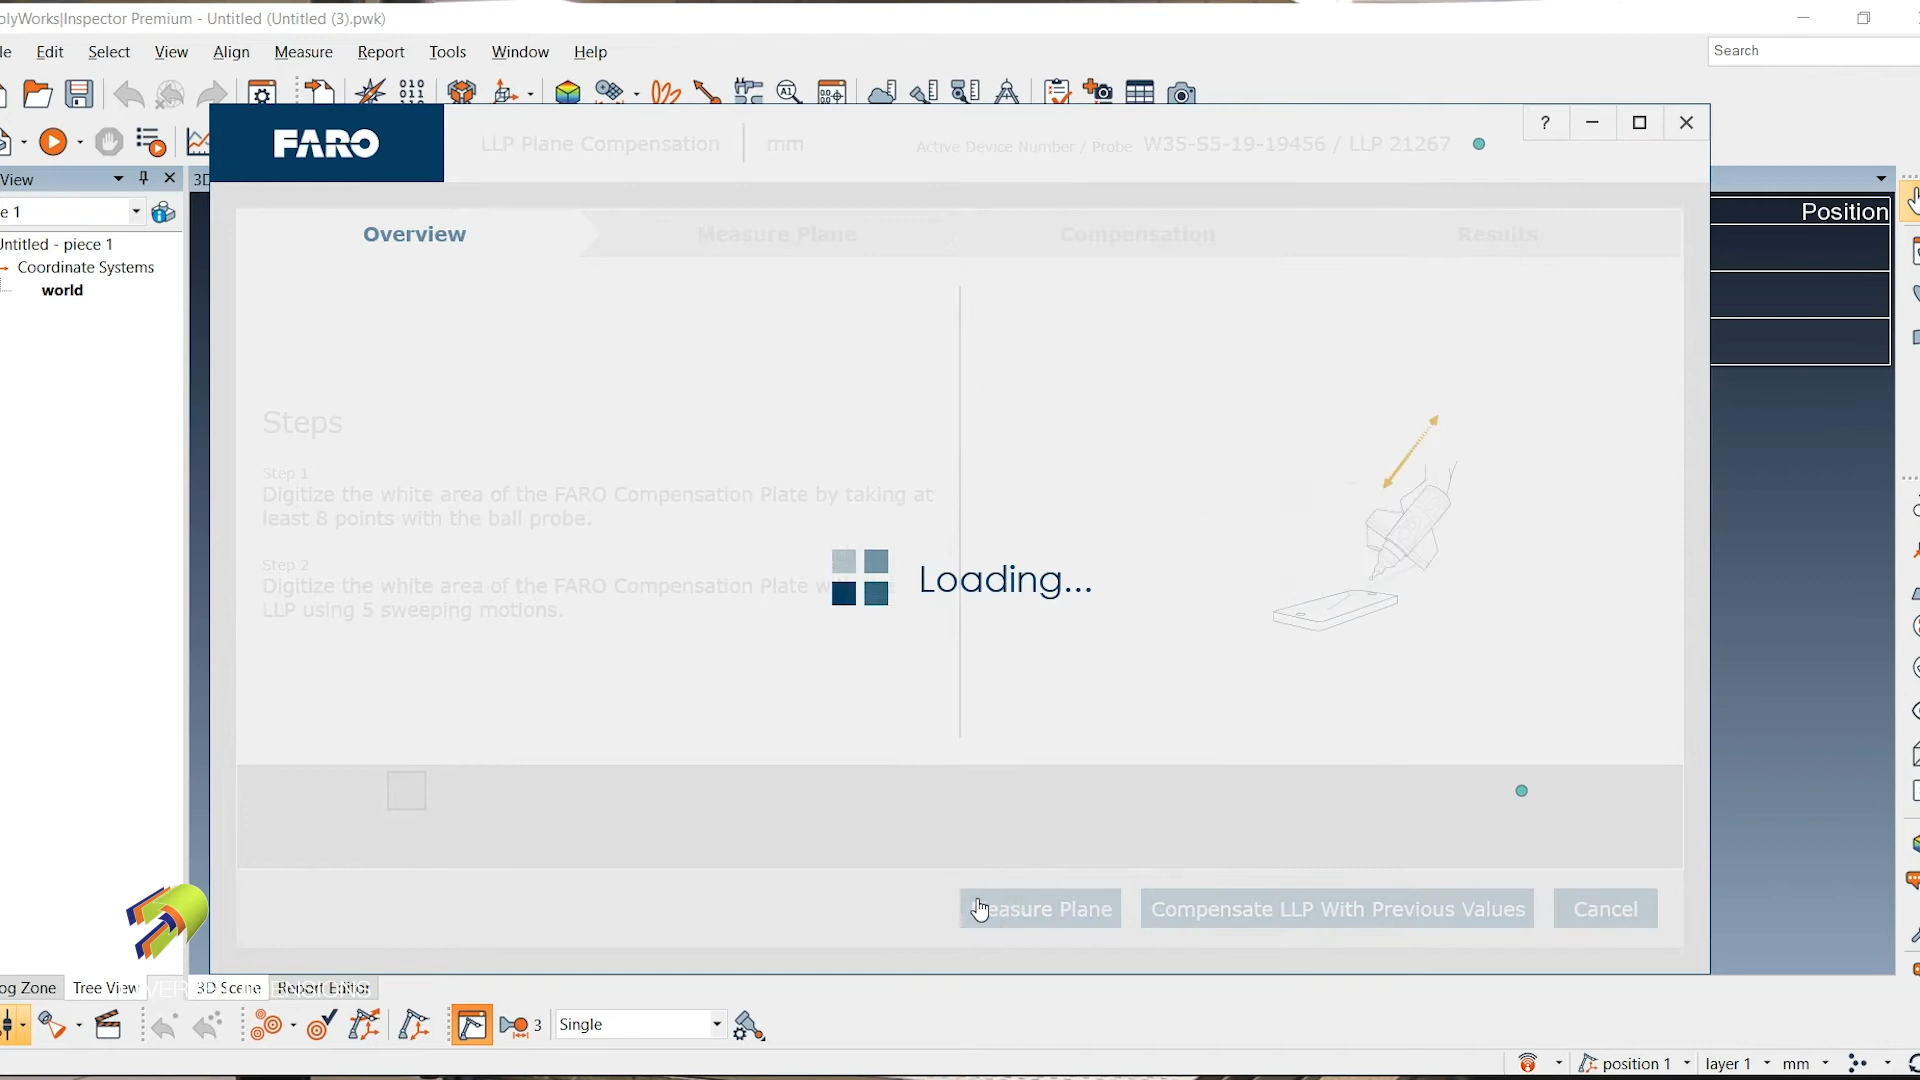 olyWorks|Inspector Premium - Untitled (Untitled (3).pwk)
le Edit Select View Align Measure Report Tools Window Help
Search
FARO
LLP Plane Compensation mm
Active Device Number / Probe W35-S5-19-19456 / LLP 21267
?
View
3D
e 1
Untitled - piece 1
Coordinate Systems
world
Position
Overview Measure Plane Compensation Results
Steps
Step 1
Digitize the white area of the FARO Compensation Plate by taking at
least 8 points with the ball probe.
Step 2
Digitize the white area of the FARO Compensation Plate
LLP using 5 sweeping motions.
Loading...
Measure Plane
Compensate LLP With Previous Values
Cancel
og Zone Tree View 3D Scene Report Editor
3 Single
position 1 layer 1 mm